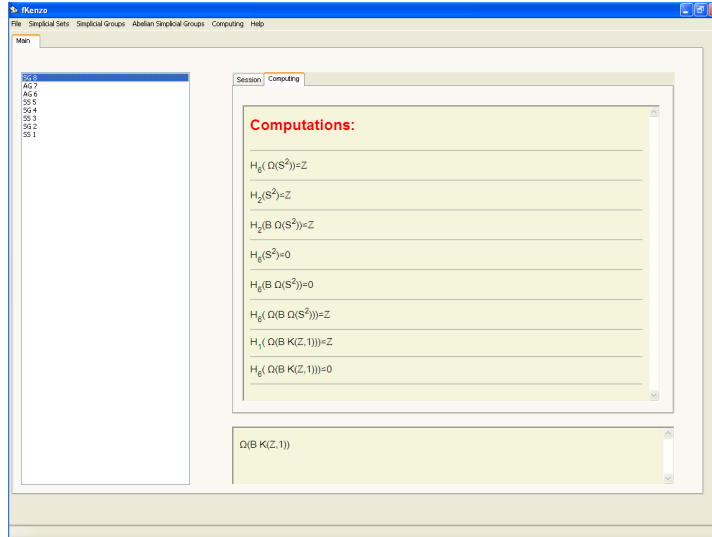 fKenzo
File Simplicial Sets Simplicial Groups Abelian Simplicial Groups Computing Help
Main
SG 8
AG 7
AG 6
SS 5
SG 4
SS 3
SG 2
SS 1
Session Computing
Computations:
H₆( Ω(S²))=Z
H₂(S²)=Z
H₂(B Ω(S²))=Z
H₆(S²)=0
H₆(B Ω(S²))=0
H₆( Ω(B Ω(S²)))=Z
H₁( Ω(B K(Z,1)))=Z
H₆( Ω(B K(Z,1)))=0
Ω(B K(Z,1))